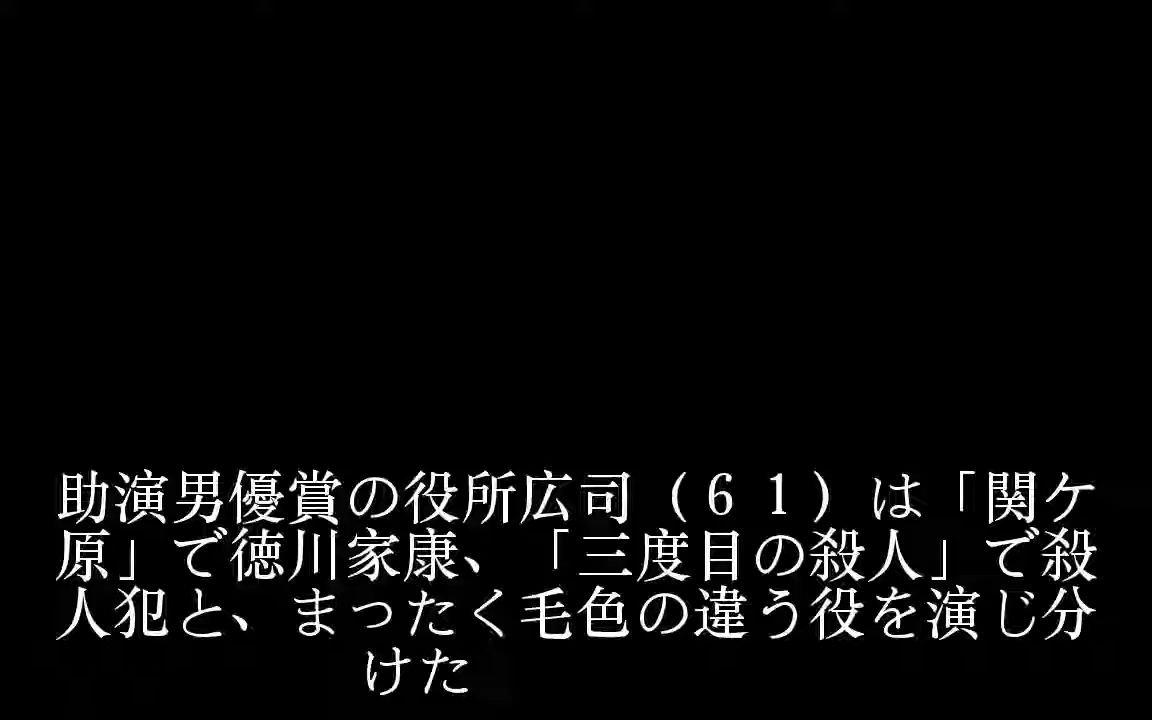 助演男優賞の役所広司（６１）は「関ケ
原」で徳川家康、「三度目の殺人」で殺
人犯と、まったく毛色の違う役を演じ分
けた